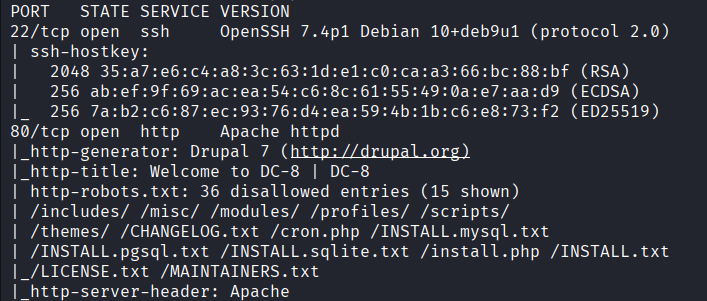 PORT   STATE SERVICE VERSION
22/tcp open  ssh     OpenSSH 7.4p1 Debian 10+deb9u1 (protocol 2.0)
| ssh-hostkey:
|   2048 35:a7:e6:c4:a8:3c:63:1d:e1:c0:ca:a3:66:bc:88:bf (RSA)
|   256 ab:ef:9f:69:ac:ea:54:c6:8c:61:55:49:0a:e7:aa:d9 (ECDSA)
|_  256 7a:b2:c6:87:ec:93:76:d4:ea:59:4b:1b:c6:e8:73:f2 (ED25519)
80/tcp open  http    Apache httpd
|_http-generator: Drupal 7 (http://drupal.org)
|_http-title: Welcome to DC-8 | DC-8
| http-robots.txt: 36 disallowed entries (15 shown)
| /includes/ /misc/ /modules/ /profiles/ /scripts/
| /themes/ /CHANGELOG.txt /cron.php /INSTALL.mysql.txt
| /INSTALL.pgsql.txt /INSTALL.sqlite.txt /install.php /INSTALL.txt
|_/LICENSE.txt /MAINTAINERS.txt
|_http-server-header: Apache